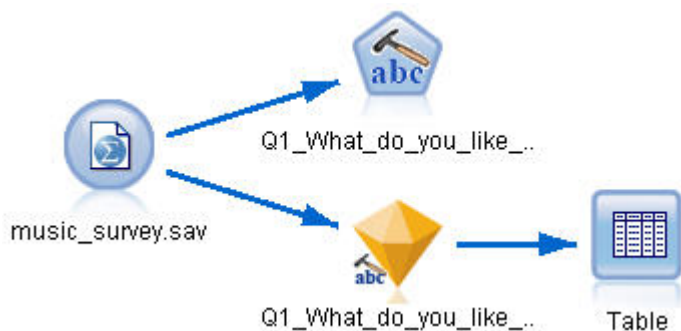 abc
Q1_What_do_you_like_..
music_survey.sav
abc
Q1_What_do_you_like_..
Table